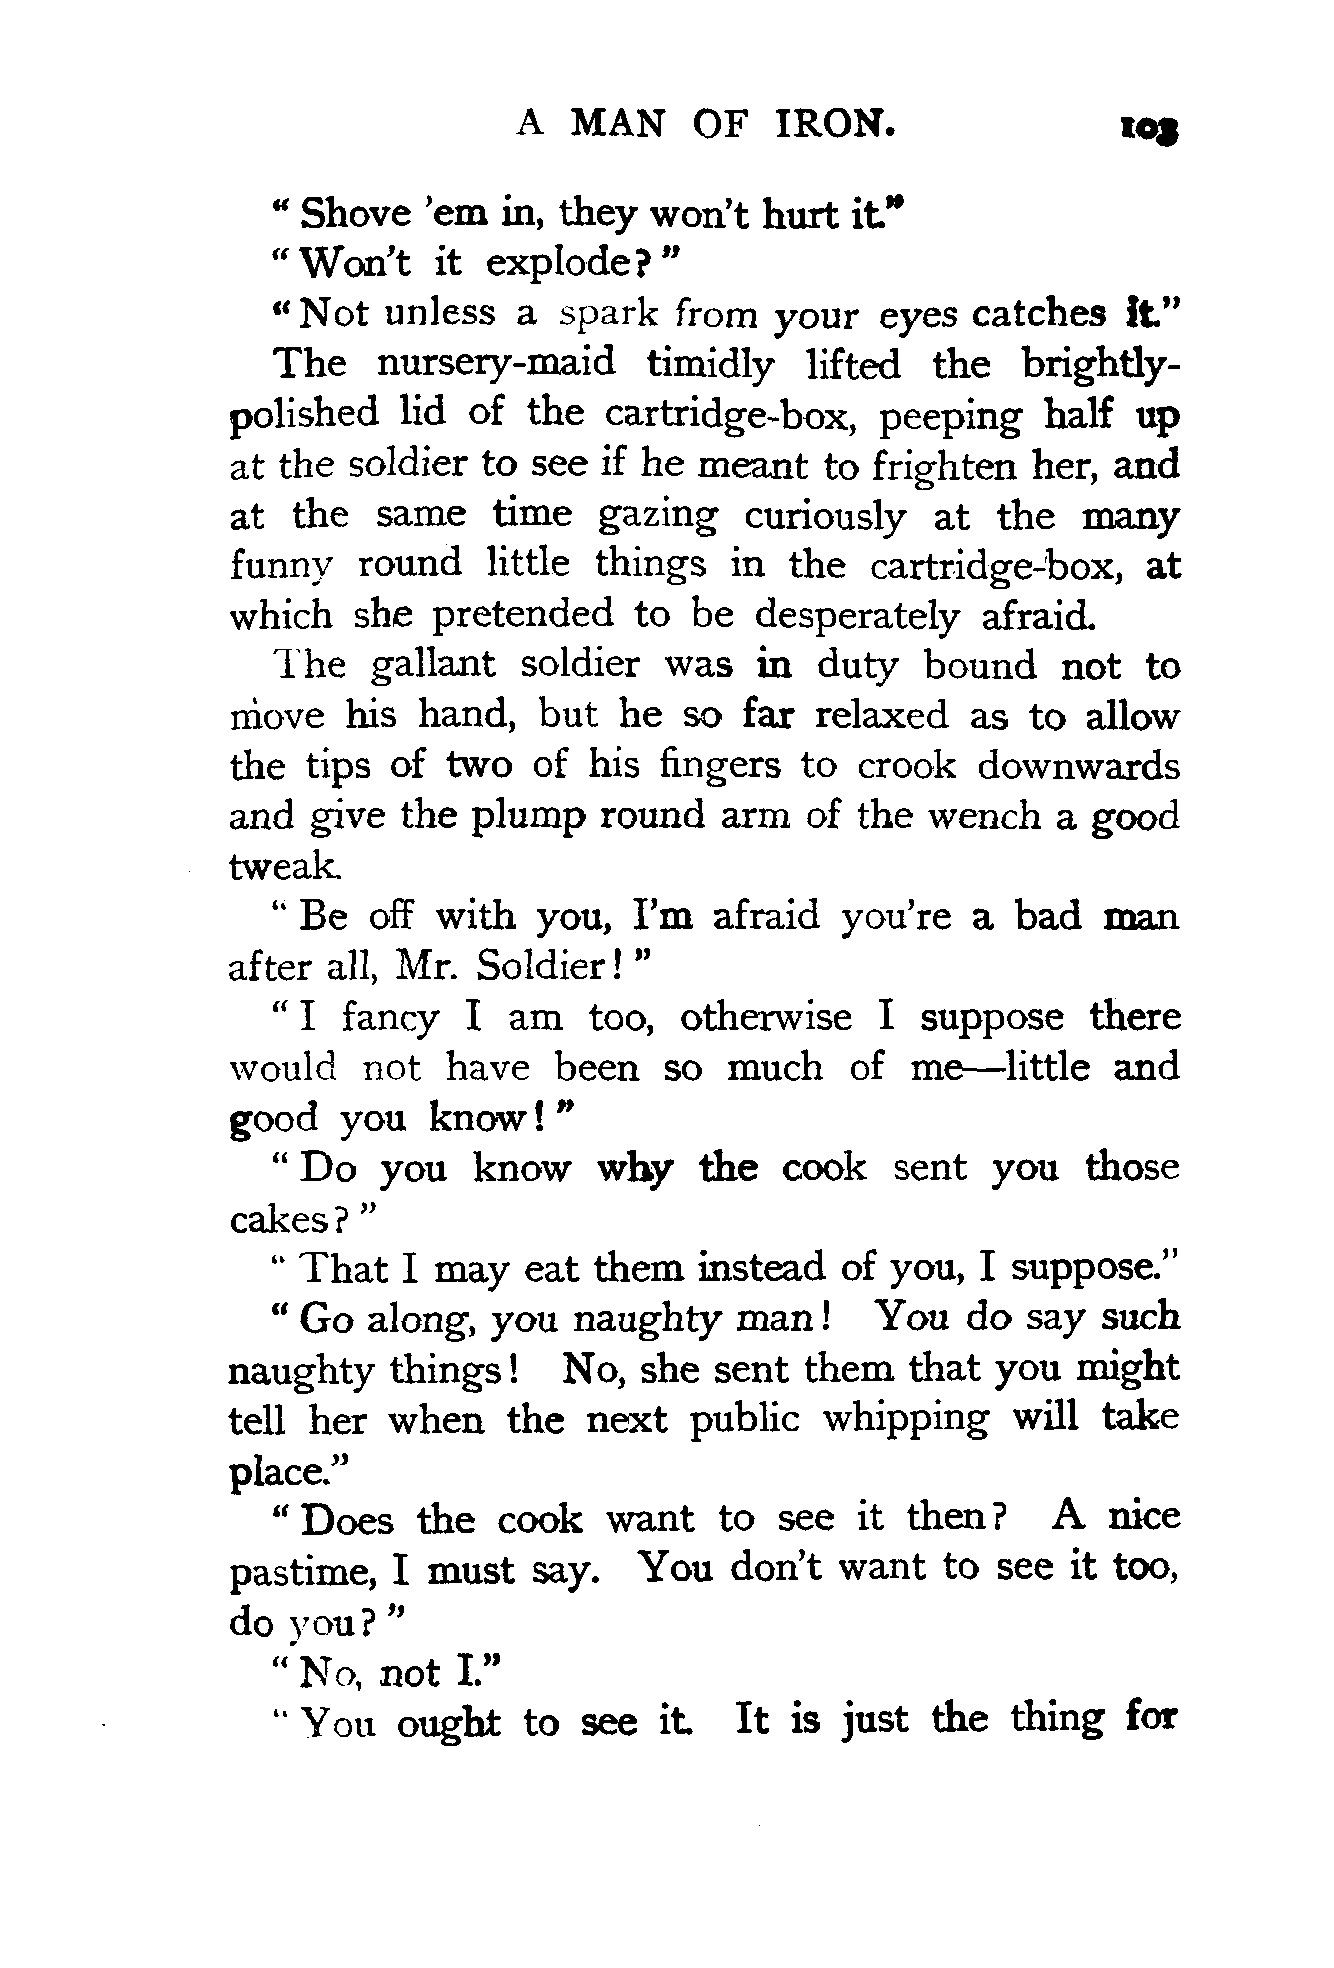 A MAN OF IRON. 103
" Shove 'em in, they won't hurt it."
" Won't it explode? "
" Not unless a spark from your eyes catches it."
The nursery-maid timidly lifted the brightly-
polished lid of the cartridge-box, peeping half up
at the soldier to see if he meant to frighten her, and
at the same time gazing curiously at the many
funny round little things in the cartridge-box, at
which she pretended to be desperately afraid.
The gallant soldier was in duty bound not to
move his hand, but he so far relaxed as to allow
the tips of two of his fingers to crook downwards
and give the plump round arm of the wench a good
tweak.
" Be off with you, I'm afraid you're a bad man
after all, Mr. Soldier! "
" I fancy I am too, otherwise I suppose there
would not have been so much of me—little and
good you know! "
" Do you know why the cook sent you those
cakes? "
" That I may eat them instead of you, I suppose."
" Go along, you naughty man! You do say such
naughty things! No, she sent them that you might
tell her when the next public whipping will take
place."
" Does the cook want to see it then? A nice
pastime, I must say. You don't want to see it too,
do you? "
" No, not I."
" You ought to see it. It is just the thing for